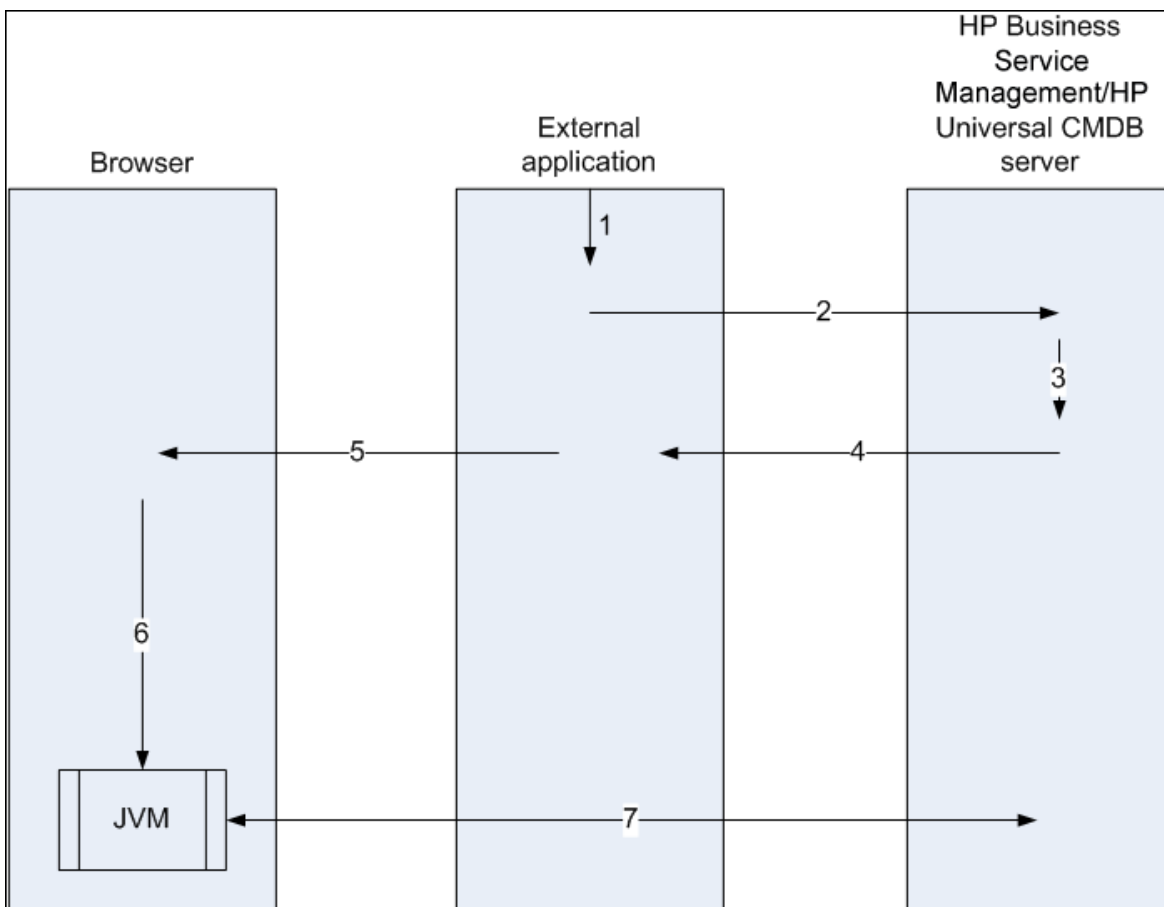 HP Business
Service
Management/HP
Universal CMDB
server
External
application
Browser
1
2
3
5
4
6
JVM
7